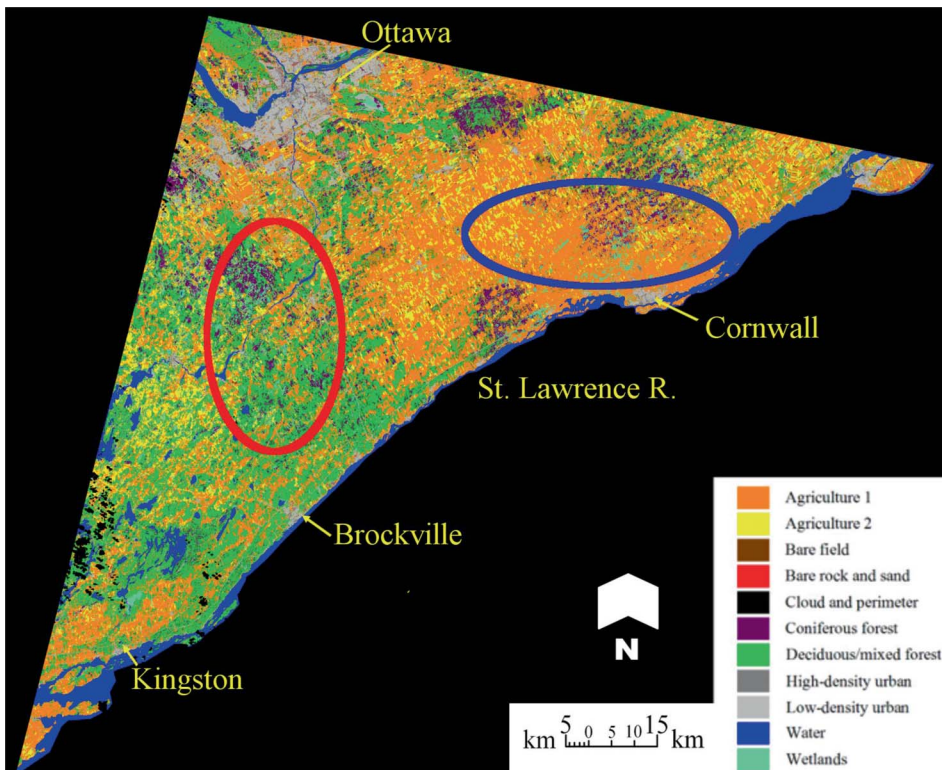 Ottawa
Cornwall
St. Lawrence R.
Brockville
Kingston
N
km 5 0 5 10 15 km
Agriculture 1
Agriculture 2
Bare field
Bare rock and sand
Cloud and perimeter
Coniferous forest
Deciduous/mixed forest
High-density urban
Low-density urban
Water
Wetlands